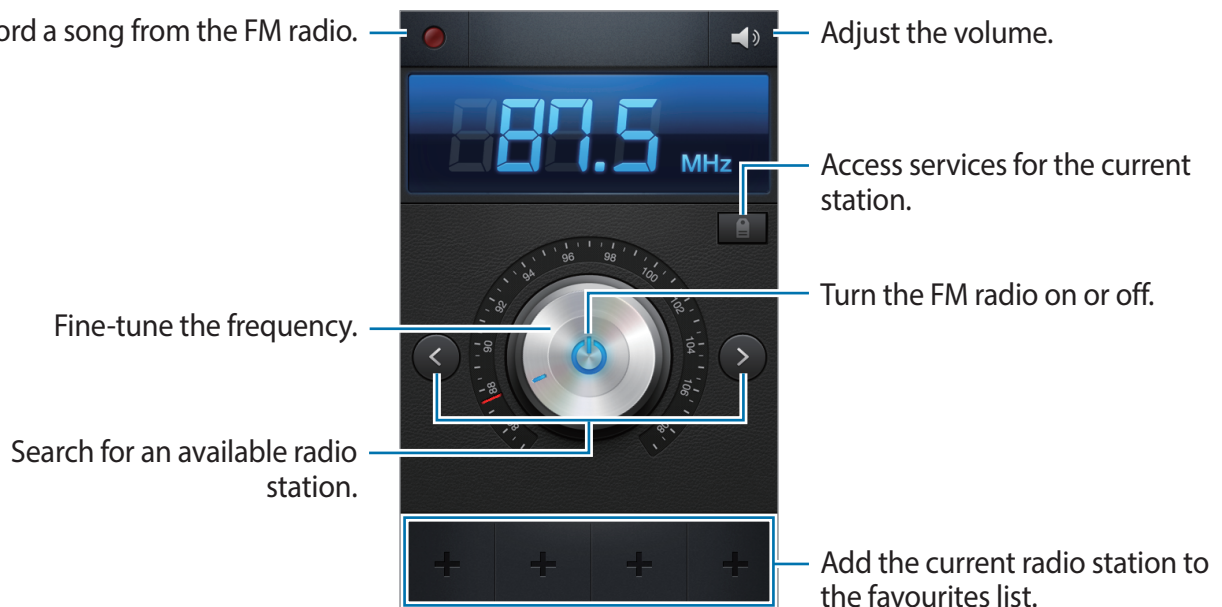 a song from the FM radio.
Adjust the volume.
87.5 MHz
Access services for the current
station.
94 96 98 100
92 102
Turn the FM radio on or off.
Fine-tune the frequency.
90 104
88 106
108
Search for an available radio
station.
Add the current radio station to
the favourites list.